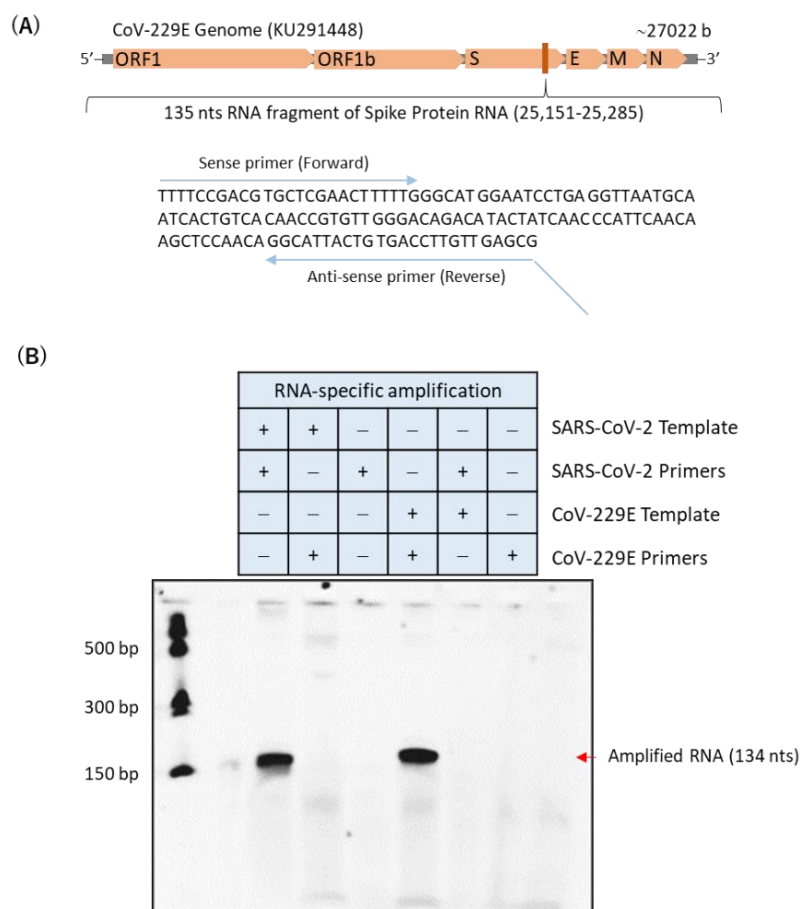 (A)
CoV-229E Genome (KU291448)
~27022 b
5’ ORF1 ORF1b S E M N 3’
135 nts RNA fragment of Spike Protein RNA (25,151-25,285)
Sense primer (Forward)
TTTTCCGACG TGCTCGAACT TTTTGGGCAT GGAATCCTGA GGTTAATGCA
ATCACTGTCA CAACCGTGTT GGGACAGACA TACTATCAAC CCATTCAACA
AGCTCCAACA GGCATTACTG TGACCTTGTT GAGCG
Anti-sense primer (Reverse)
(B)
RNA-specific amplification
+ + – – – – SARS-CoV-2 Template
+ – + – + – SARS-CoV-2 Primers
– – – + + – CoV-229E Template
– + – + – + CoV-229E Primers
500 bp
300 bp
150 bp
Amplified RNA (134 nts)